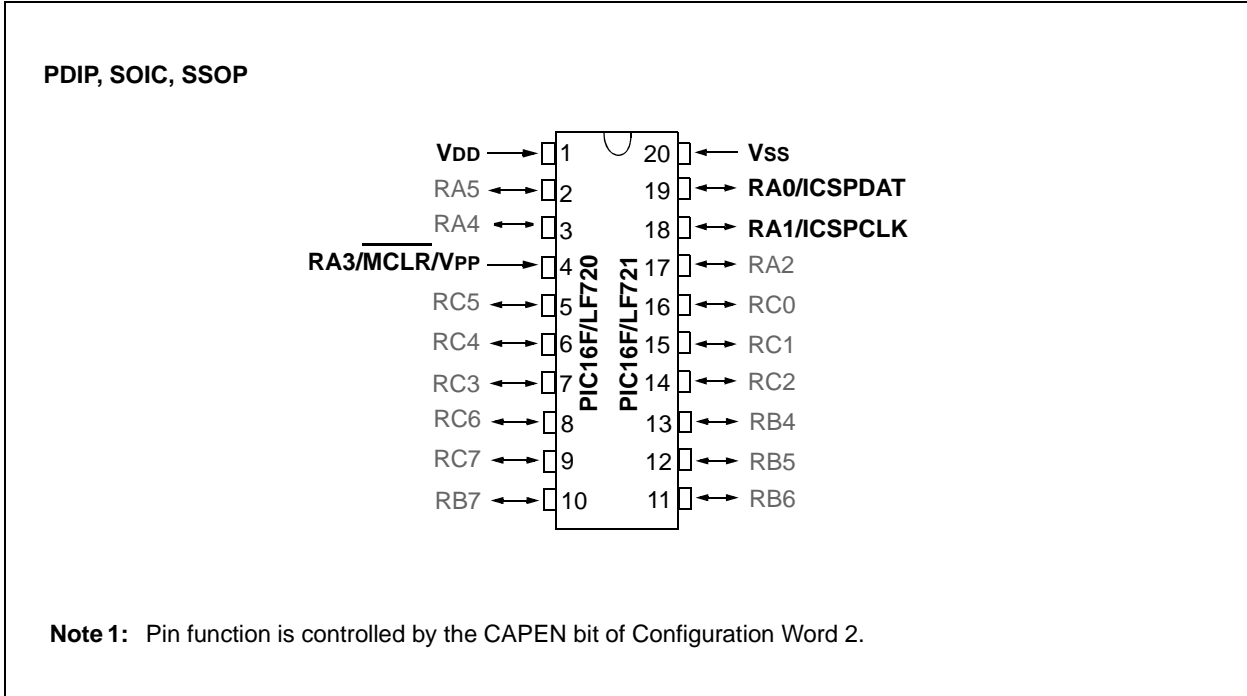 PDIP, SOIC, SSOP
VDD 1 20 VSS
RA5 2 19 RA0/ICSPDAT
RA4 3 18 RA1/ICSPCLK
RA3/MCLR/VPP 4 17 RA2
RC5 5 16 RC0
RC4 6 15 RC1
RC3 7 14 RC2
RC6 8 13 RB4
RC7 9 12 RB5
RB7 10 11 RB6
PIC16F/LF720
PIC16F/LF721
Note 1: Pin function is controlled by the CAPEN bit of Configuration Word 2.